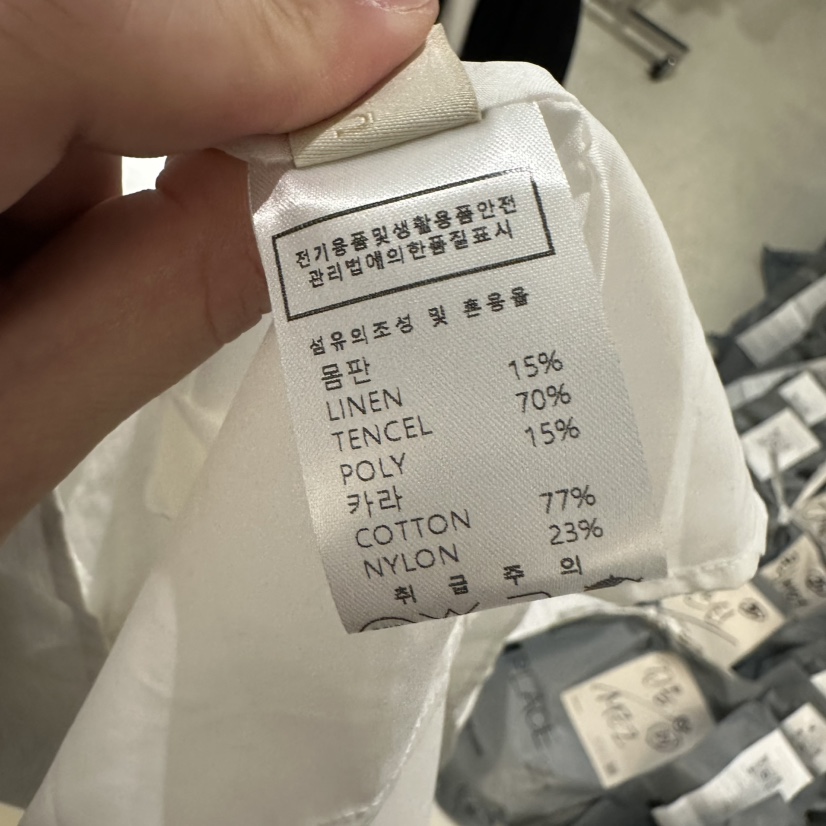 전기용품및생활용품안전
관리법에의한품질표시
섬유의조성 및 혼용율
몸판
LINEN 15%
TENCEL 70%
POLY 15%
카라
COTTON 77%
NYLON 23%
취급주의